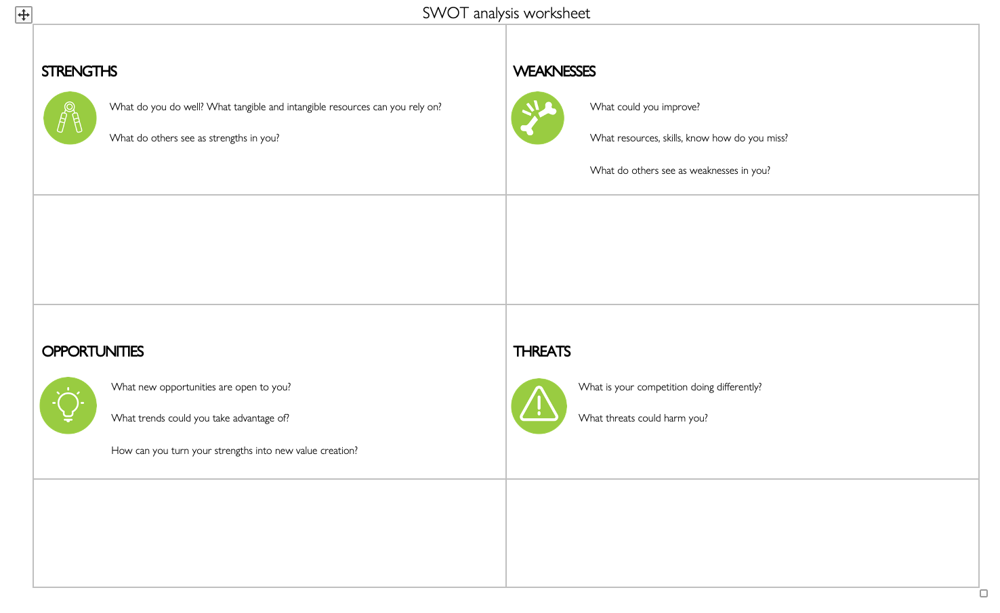 SWOT analysis worksheet
STRENGTHS
What do you do well? What tangible and intangible resources can you rely on?
What do others see as strengths in you?
WEAKNESSES
What could you improve?
What resources, skills, know how do you miss?
What do others see as weaknesses in you?
OPPORTUNITIES
What new opportunities are open to you?
What trends could you take advantage of?
How can you turn your strengths into new value creation?
THREATS
What is your competition doing differently?
What threats could harm you?